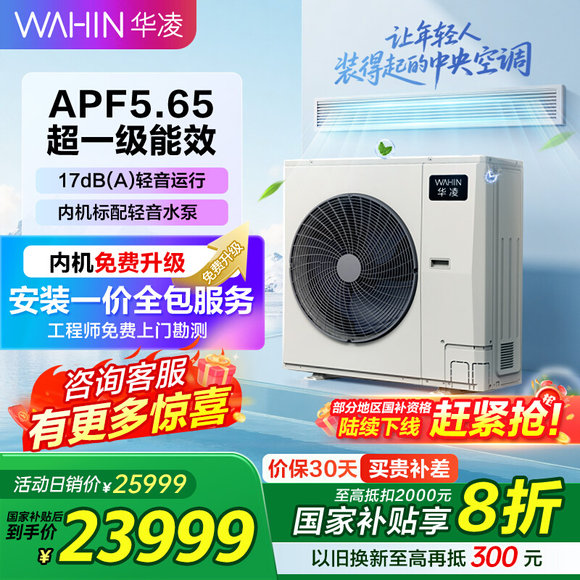 WAHIN 华凌
让年轻人
装得起的中央空调
APF5.65
超一级能效
17dB(A)轻音运行
内机标配轻音水泵
WAHIN
华凌
内机免费升级
免费升级
安装一价全包服务
工程师免费上门勘测
咨询客服
有更多惊喜
部分地区国补资格
陆续下线
赶紧抢!
价保30天 买贵补差
活动日销价¥25999
国家补贴后
到手价
¥23999
至高抵扣2000元
国家补贴享8折
以旧换新至高再抵 300 元